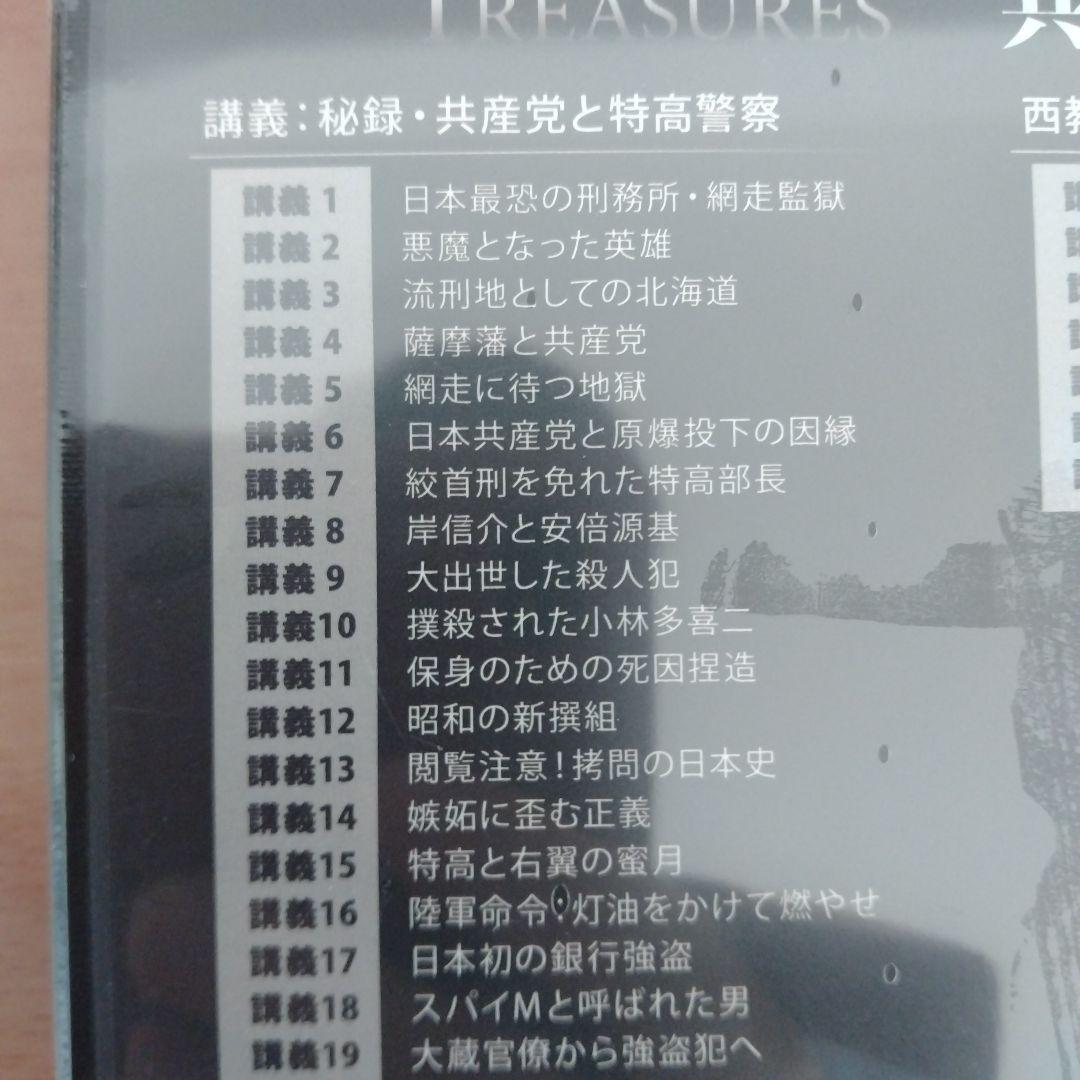 TREASURES
講義：秘録・共産党と特高警察
講義1 日本最恐の刑務所・網走監獄
講義2 悪魔となった英雄
講義3 流刑地としての北海道
講義4 薩摩藩と共産党
講義5 網走に待つ地獄
講義6 日本共産党と原爆投下の因縁
講義7 絞首刑を免れた特高部長
講義8 岸信介と安倍源基
講義9 大出世した殺人犯
講義10 撲殺された小林多喜二
講義11 保身のための死因捏造
講義12 昭和の新撰組
講義13 閲覧注意！拷問の日本史
講義14 嫉妬に歪む正義
講義15 特高と右翼の蜜月
講義16 陸軍命令！灯油をかけて燃やせ
講義17 日本初の銀行強盗
講義18 スパイMと呼ばれた男
講義19 大蔵官僚から強盗犯へ
西